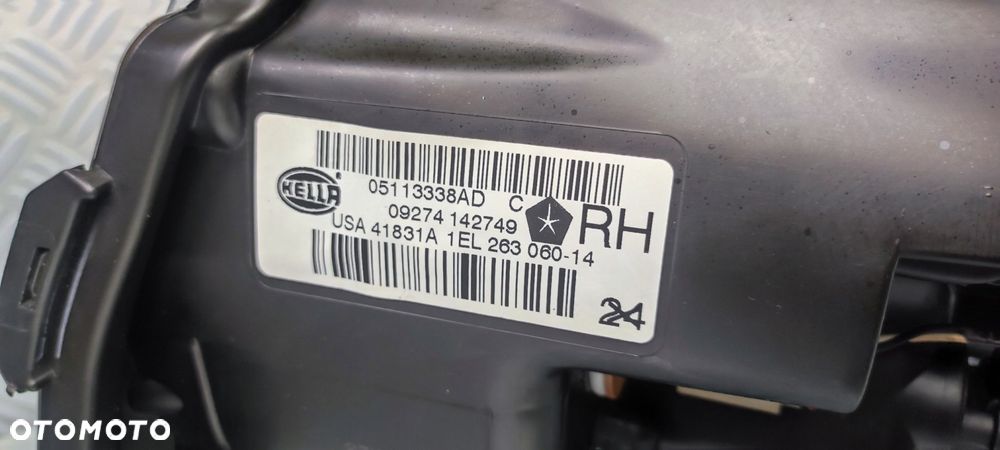 HELLA
05113338AD C
09274 142749
RH
USA 41831A 1EL 263 060-14
24
OTOMOTO